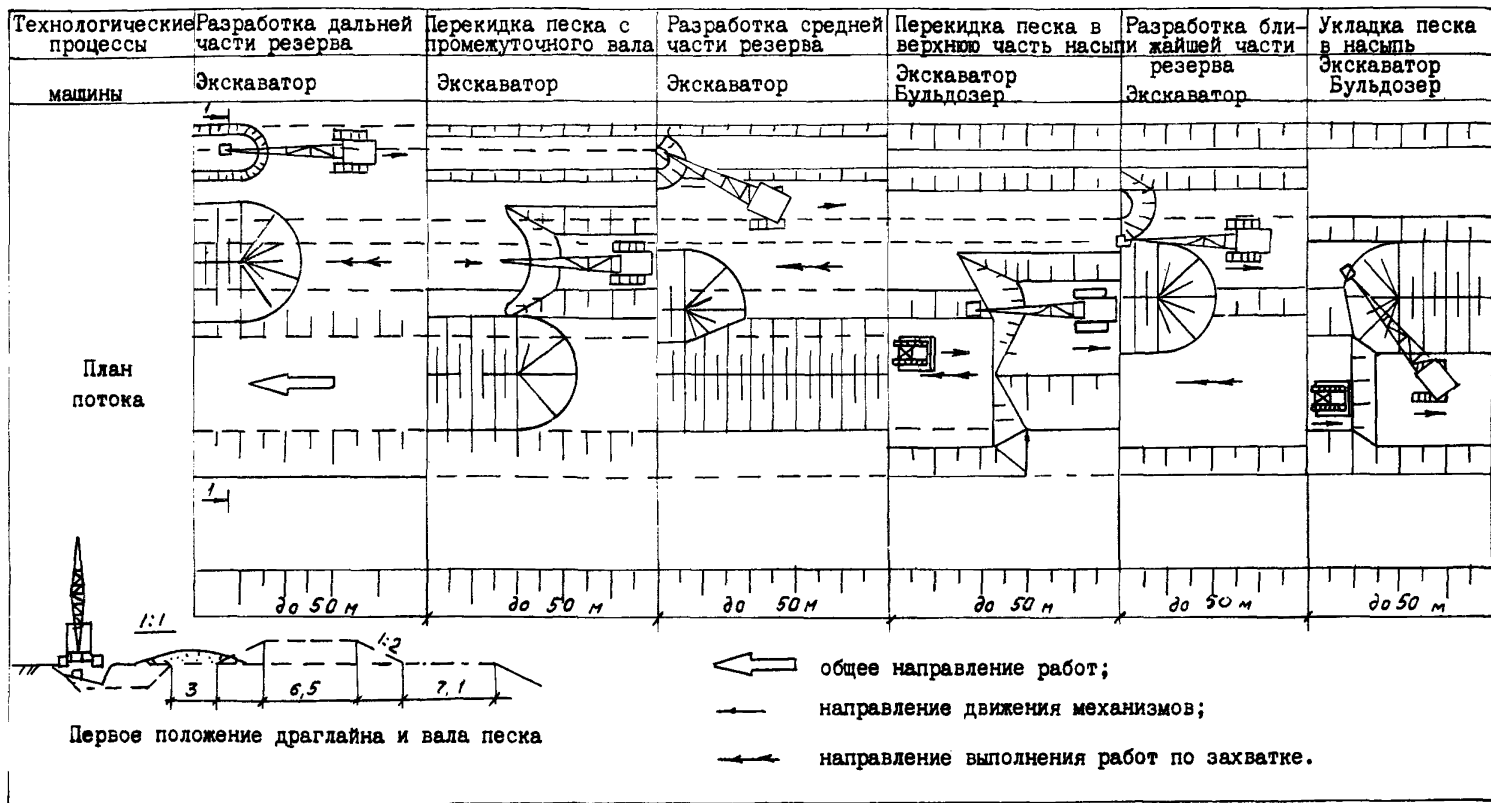 Технологические процессы
Разработка дальней части резерва
Перекидка песка с промежуточного вала
Разработка средней части резерва
Перекидка песка в верхнюю часть насыпи
Разработка бли- жайшей части резерва
Укладка песка в насыпь
машины
Экскаватор
Экскаватор
Экскаватор
Экскаватор
Бульдозер
Экскаватор
Экскаватор
Бульдозер
1
План потока
1
до 50 м
до 50 м
до 50 м
до 50 м
до 50 м
до 50 м
1:1
1:2
3
6,5
7,1
Первое положение драглайна и вала песка
общее направление работ;
направление движения механизмов;
направление выполнения работ по захватке.